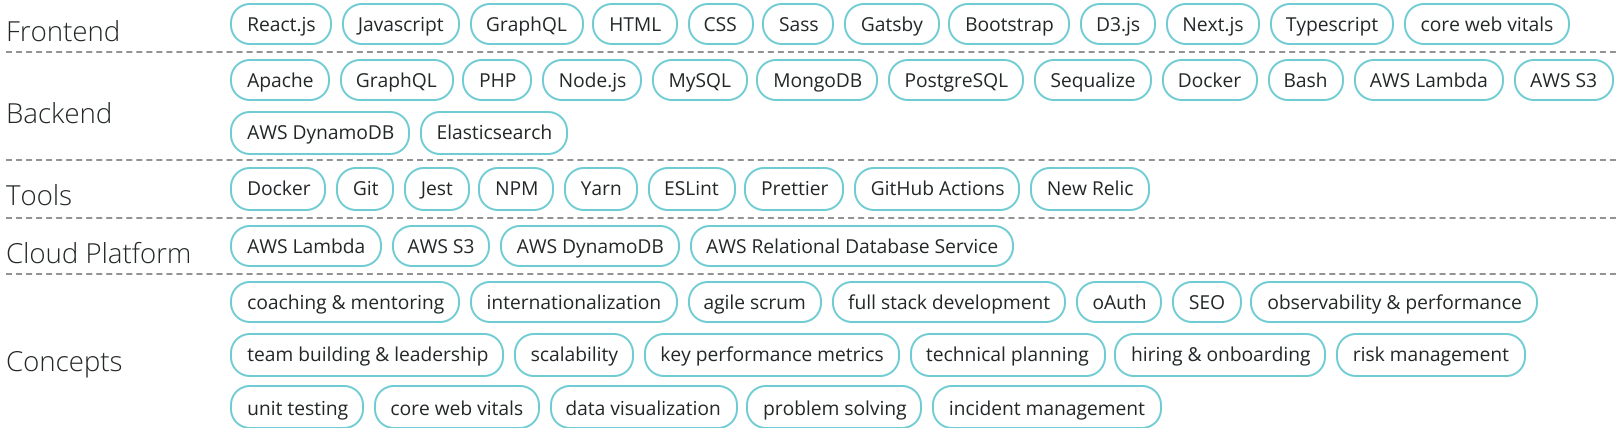 Frontend React.js Javascript GraphQL HTML CSS Sass Gatsby Bootstrap D3.js Next.js Typescript core web vitals
Backend Apache GraphQL PHP Node.js MySQL MongoDB PostgreSQL Sequalize Docker Bash AWS Lambda AWS S3
AWS DynamoDB Elasticsearch
Tools Docker Git Jest NPM Yarn ESLint Prettier GitHub Actions New Relic
Cloud Platform AWS Lambda AWS S3 AWS DynamoDB AWS Relational Database Service
Concepts coaching & mentoring internationalization agile scrum full stack development oAuth SEO observability & performance
team building & leadership scalability key performance metrics technical planning hiring & onboarding risk management
unit testing core web vitals data visualization problem solving incident management